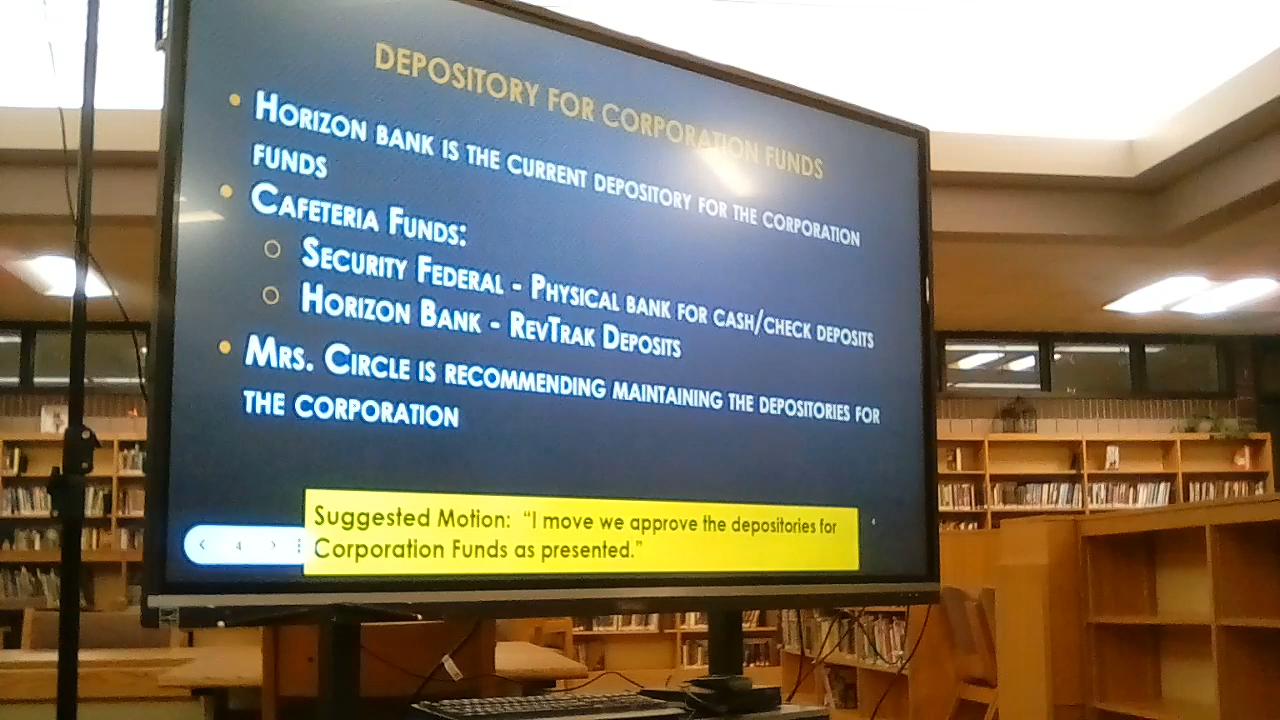 DEPOSITORY FOR CORPORATION FUNDS
• HORIZON BANK IS THE CURRENT DEPOSITORY FOR THE CORPORATION
FUNDS
• CAFETERIA FUNDS:
○ SECURITY FEDERAL - PHYSICAL BANK FOR CASH/CHECK DEPOSITS
○ HORIZON BANK - REVTRAK DEPOSITS
• MRS. CIRCLE IS RECOMMENDING MAINTAINING THE DEPOSITORIES FOR
THE CORPORATION
Suggested Motion: “I move we approve the depositories for
Corporation Funds as presented.”
4
< 4 >